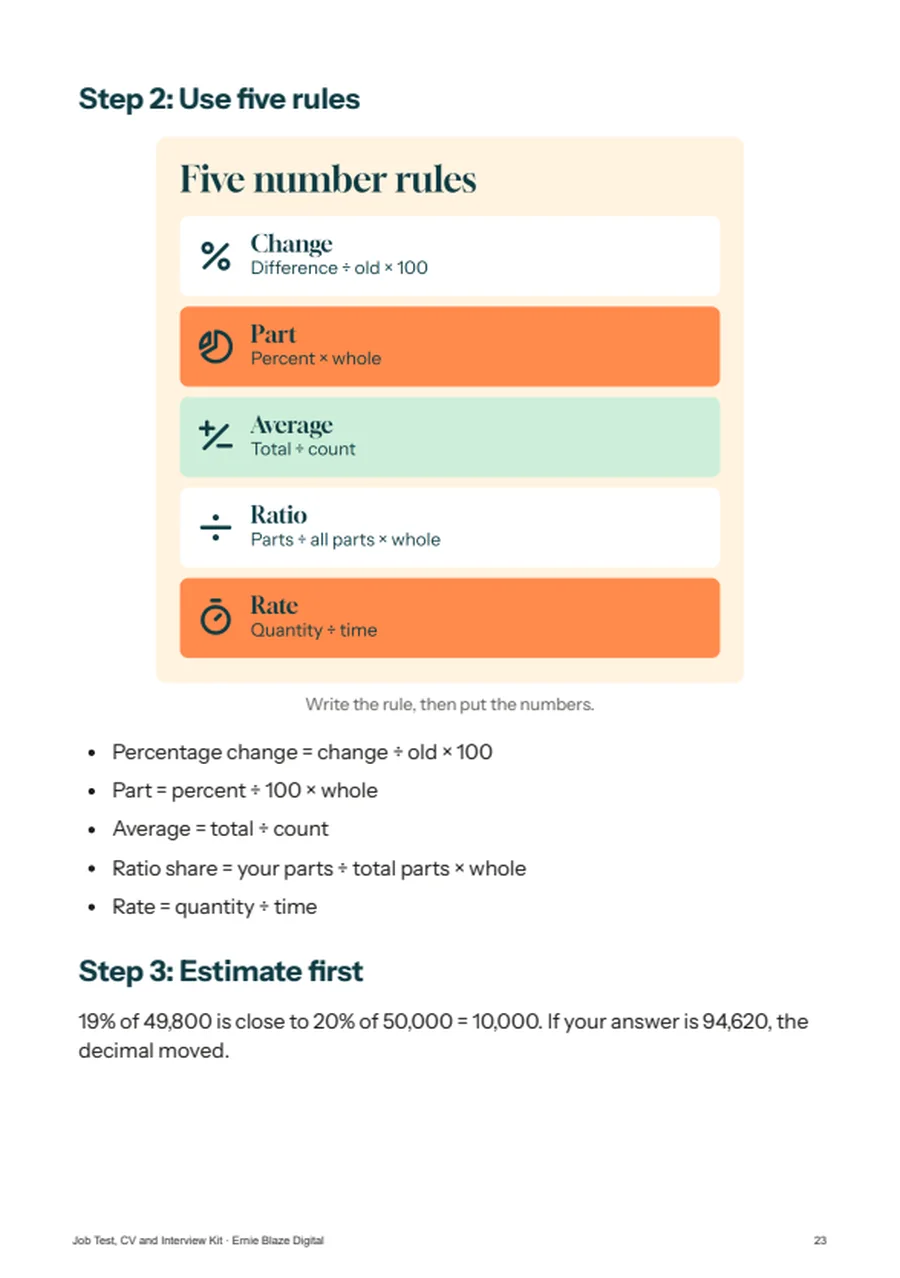 Step 2: Use five rules
Five number rules
Change
Difference ÷ old × 100
Part
Percent × whole
Average
Total ÷ count
Ratio
Parts ÷ all parts × whole
Rate
Quantity ÷ time
Write the rule, then put the numbers.
• Percentage change = change ÷ old × 100
• Part = percent ÷ 100 × whole
• Average = total ÷ count
• Ratio share = your parts ÷ total parts × whole
• Rate = quantity ÷ time
Step 3: Estimate first
19% of 49,800 is close to 20% of 50,000 = 10,000. If your answer is 94,620, the
decimal moved.
Job Test, CV and Interview Kit · Ernie Blaze Digital
23